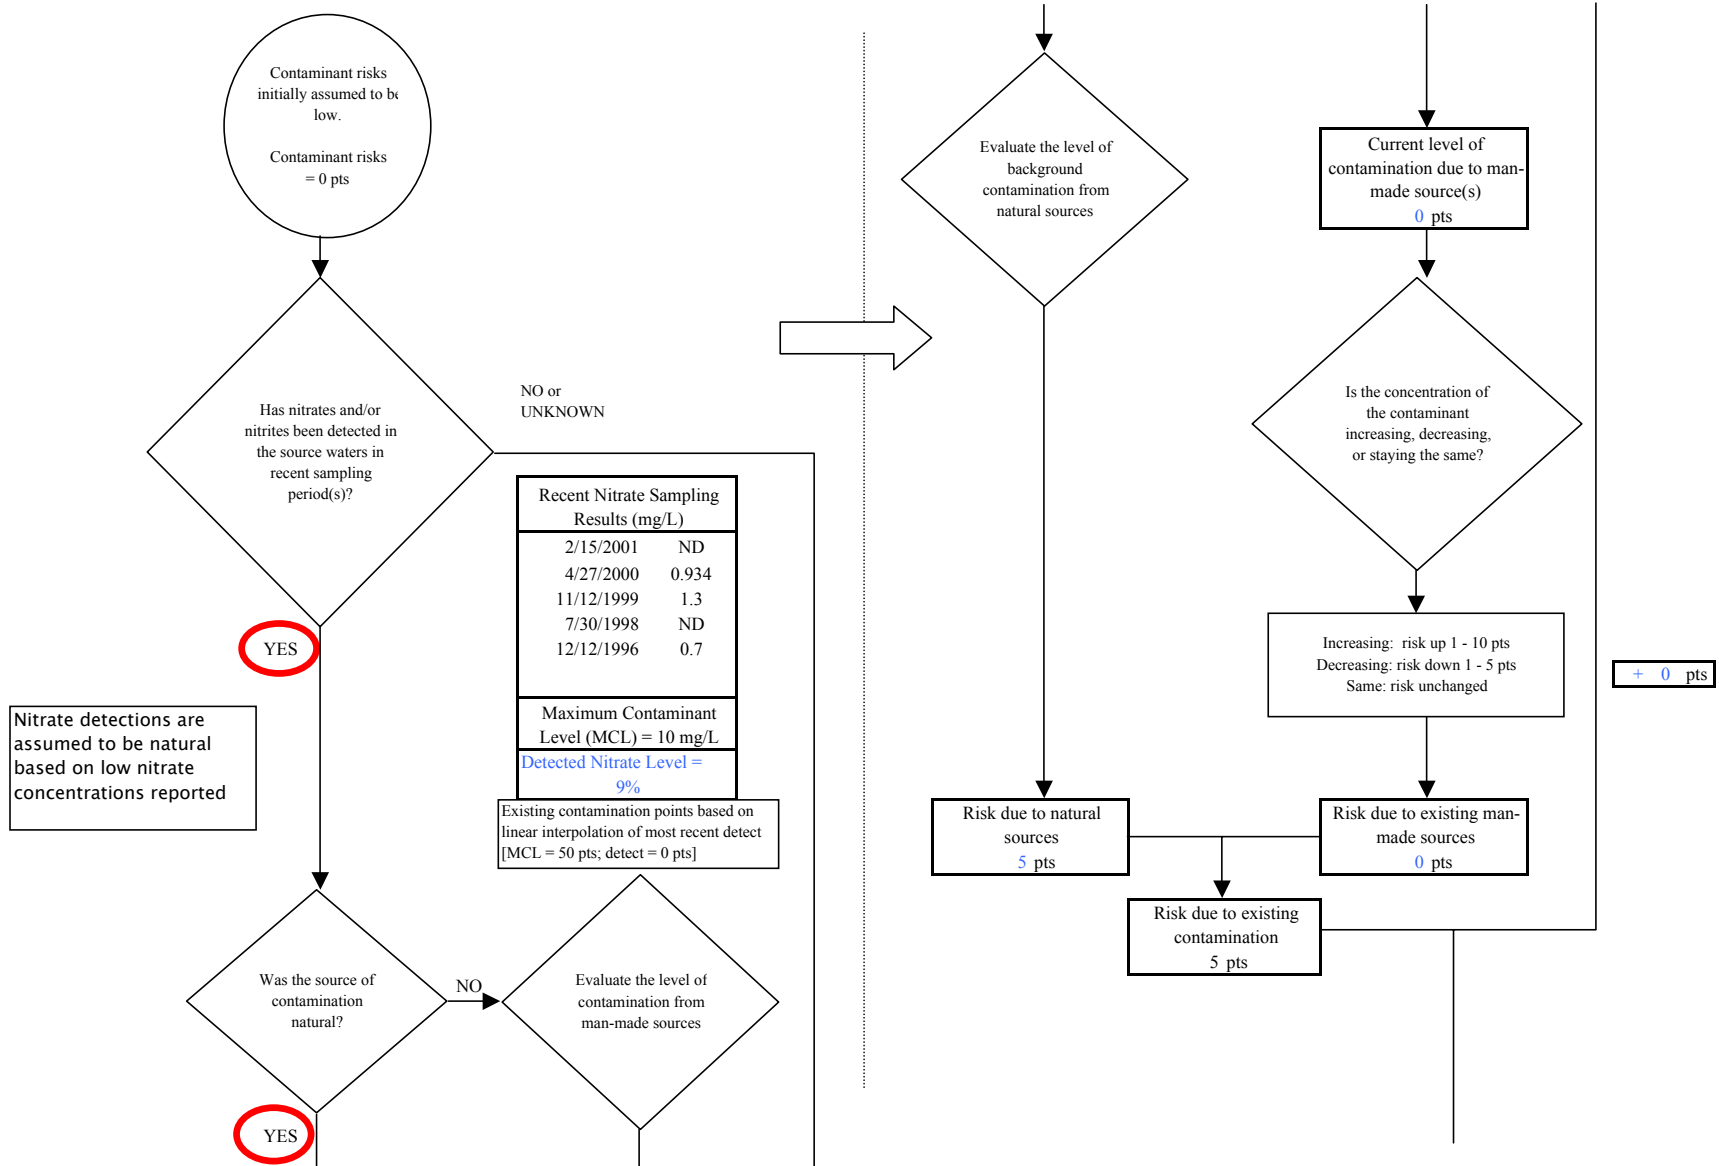 Contaminant risks
initially assumed to be
low.
Contaminant risks
= 0 pts
Has nitrates and/or
nitrites been detected in
the source waters in
recent sampling
period(s)?
NO or
UNKNOWN
YES
Nitrate detections are
assumed to be natural
based on low nitrate
concentrations reported
Recent Nitrate Sampling
Results (mg/L)
2/15/2001 ND
4/27/2000 0.934
11/12/1999 1.3
7/30/1998 ND
12/12/1996 0.7
Maximum Contaminant
Level (MCL) = 10 mg/L
Detected Nitrate Level =
9%
Existing contamination points based on
linear interpolation of most recent detect
[MCL = 50 pts; detect = 0 pts]
Was the source of
contamination
natural?
NO
Evaluate the level of
contamination from
man-made sources
YES
Evaluate the level of
background
contamination from
natural sources
Current level of
contamination due to man-
made source(s)
0 pts
Is the concentration of
the contaminant
increasing, decreasing,
or staying the same?
Increasing: risk up 1 - 10 pts
Decreasing: risk down 1 - 5 pts
Same: risk unchanged
+ 0 pts
Risk due to natural
sources
5 pts
Risk due to existing man-
made sources
0 pts
Risk due to existing
contamination
5 pts